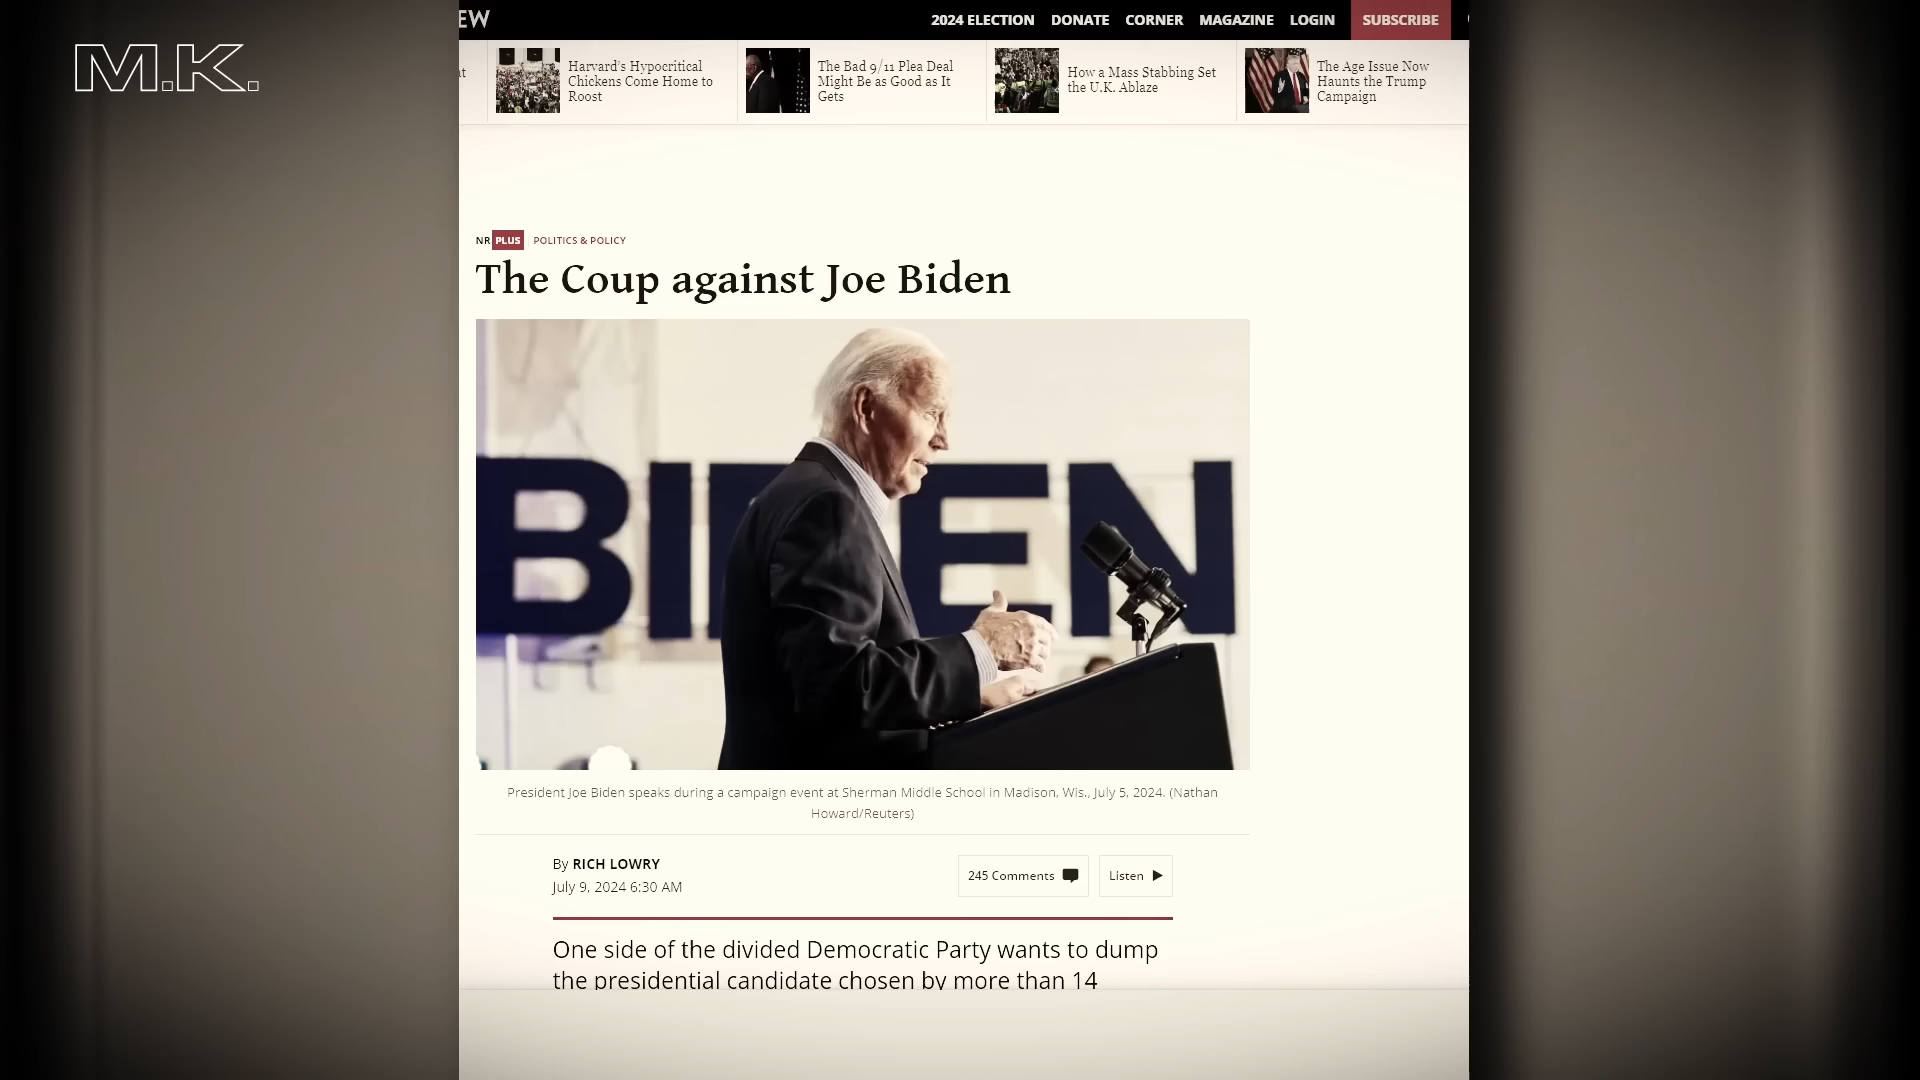 M.K.
EW
2024 ELECTION DONATE CORNER MAGAZINE LOGIN SUBSCRIBE
at
Harvard's Hypocritical
Chickens Come Home to
Roost
The Bad 9/11 Plea Deal
Might Be as Good as It
Gets
How a Mass Stabbing Set
the U.K. Ablaze
The Age Issue Now
Haunts the Trump
Campaign
NR PLUS POLITICS & POLICY
The Coup against Joe Biden
BIDEN
President Joe Biden speaks during a campaign event at Sherman Middle School in Madison, Wis., July 5, 2024. (Nathan
Howard/Reuters)
By RICH LOWRY
July 9, 2024 6:30 AM
245 Comments
Listen
One side of the divided Democratic Party wants to dump
the presidential candidate chosen by more than 14